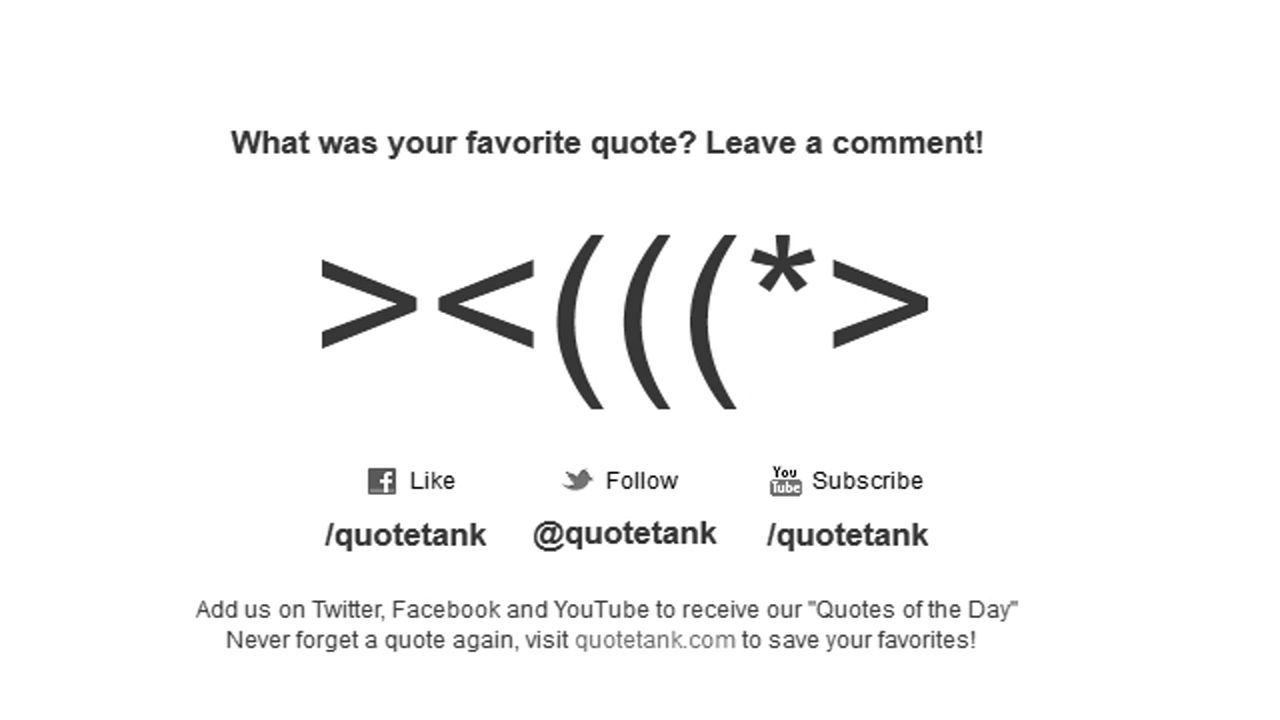 What was your favorite quote? Leave a comment!
><(((*>
Like Follow You Tube Subscribe
/quotetank @quotetank /quotetank
Add us on Twitter, Facebook and YouTube to receive our "Quotes of the Day"
Never forget a quote again, visit quotetank.com to save your favorites!